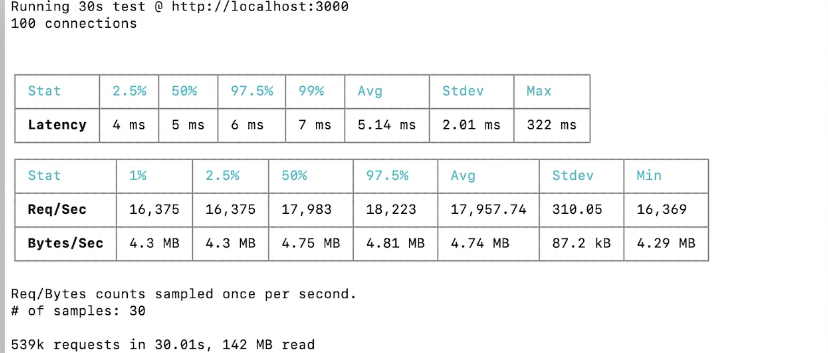 Running 30s test @ http://localhost:3000
100 connections
Stat 2.5% 50% 97.5% 99% Avg Stdev Max
Latency 4 ms 5 ms 6 ms 7 ms 5.14 ms 2.01 ms 322 ms
Stat 1% 2.5% 50% 97.5% Avg Stdev Min
Req/Sec 16,375 16,375 17,983 18,223 17,957.74 310.05 16,369
Bytes/Sec 4.3 MB 4.3 MB 4.75 MB 4.81 MB 4.74 MB 87.2 kB 4.29 MB
Req/Bytes counts sampled once per second.
# of samples: 30
539k requests in 30.01s, 142 MB read